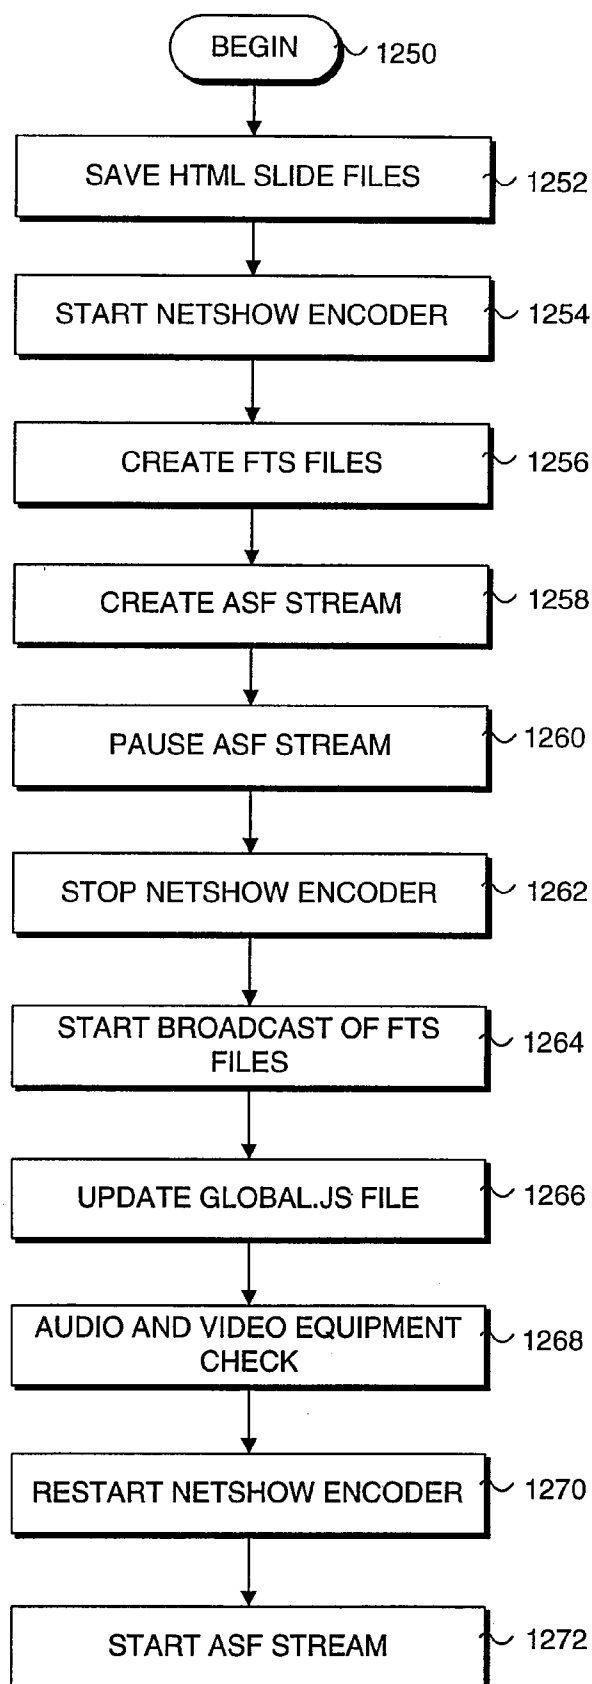 BEGIN 1250
SAVE HTML SLIDE FILES 1252
START NETSHOW ENCODER 1254
CREATE FTS FILES 1256
CREATE ASF STREAM 1258
PAUSE ASF STREAM 1260
STOP NETSHOW ENCODER 1262
START BROADCAST OF FTS
FILES 1264
UPDATE GLOBAL.JS FILE 1266
AUDIO AND VIDEO EQUIPMENT
CHECK 1268
RESTART NETSHOW ENCODER 1270
START ASF STREAM 1272